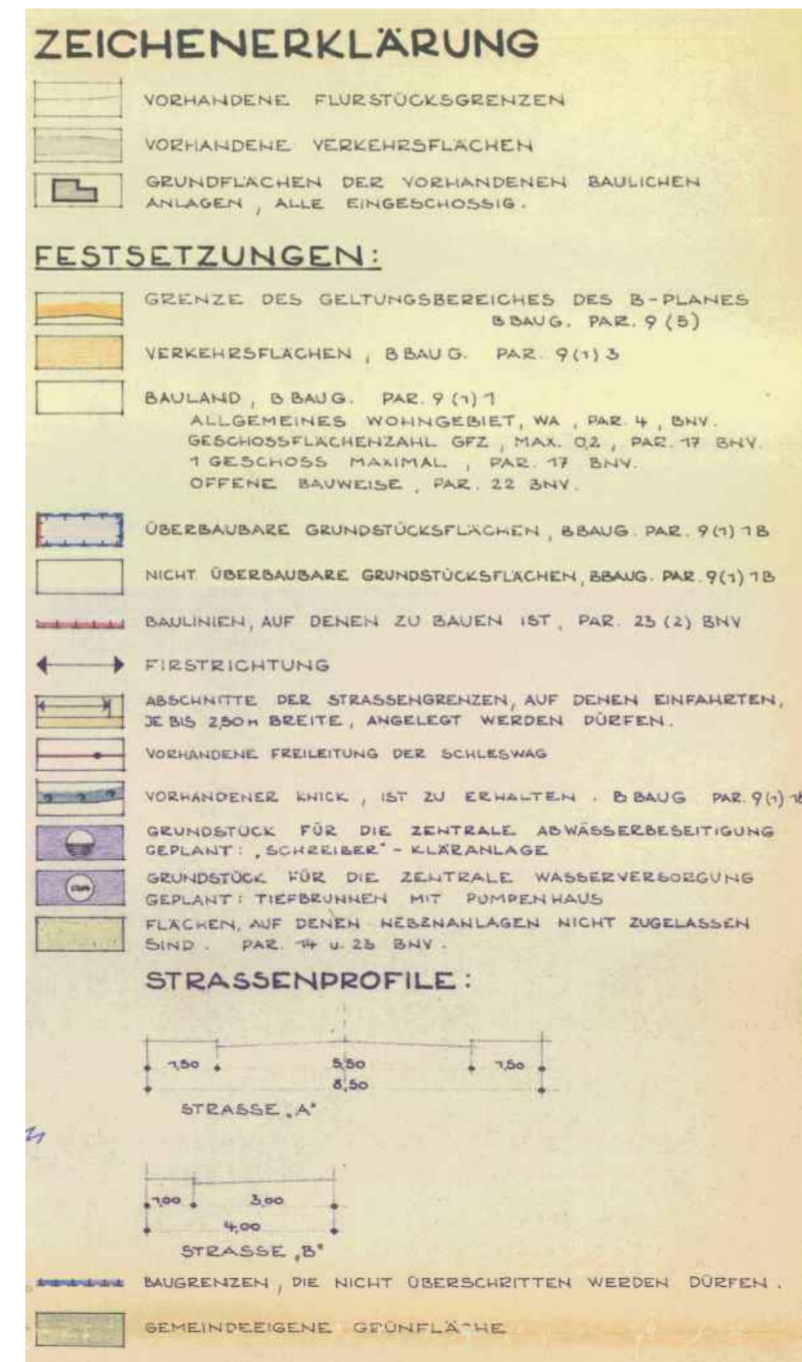 ZEICHENERKLÄRUNG
VORHANDENE FLURSTÜCKSGRENZEN
VORHANDENE VERKEHRSFLÄCHEN
GRUNDFLÄCHEN DER VORHANDENEN BAULICHEN
ANLAGEN, ALLE EINGESCHOSSIG.
FESTSETZUNGEN:
GRENZE DES GELTUNGSBEREICHES DES B-PLANES
BBAUG. PAR. 9 (5)
VERKEHRSFLÄCHEN, BBAUG. PAR. 9(1) 3
BAULAND, BBAUG. PAR. 9 (1) 1
ALLGEMEINES WOHNGEBIET, WA, PAR. 4, BNV.
GESCHOSSFLÄCHENZAHL GFZ, MAX. 0,2, PAR. 17 BNV.
1 GESCHOSS MAXIMAL, PAR. 17 BNV.
OFFENE BAUWEISE, PAR. 22 BNV.
ÜBERBAUBARE GRUNDSTÜCKSFLÄCHEN, BBAUG. PAR. 9(1) 1B
NICHT ÜBERBAUBARE GRUNDSTÜCKSFLÄCHEN, BBAUG. PAR. 9(1) 1B
BAULINIEN, AUF DENEN ZU BAUEN IST, PAR. 23 (2) BNV
FIRSTRICHTUNG
ABSCHNITTE DER STRASSENGRENZEN, AUF DENEN EINFAHRTEN,
JE BIS 2,50 M BREITE, ANGELEGT WERDEN DÜRFEN.
VORHANDENE FREILEITUNG DER SCHLESWAG
VORHANDENER KNICK, IST ZU ERHALTEN. BBAUG PAR. 9(1) 16
GRUNDSTÜCK FÜR DIE ZENTRALE ABWÄSSERBESEITIGUNG
GEPLANT: „SCHREIBER"-KLÄRANLAGE
GRUNDSTÜCK FÜR DIE ZENTRALE WASSERVERSORGUNG
GEPLANT: TIEFBRUNNEN MIT PUMPENHAUS
FLÄCHEN, AUF DENEN NEBENANLAGEN NICHT ZUGELASSEN
SIND. PAR. 14 u. 23 BNV.
STRASSENPROFILE:
1,50 5,50 1,50
8,50
STRASSE „A"
1,00 3,00
4,00
STRASSE „B"
BAUGRENZEN, DIE NICHT ÜBERSCHRITTEN WERDEN DÜRFEN.
GEMEINDEEIGENE GRÜNFLÄCHE